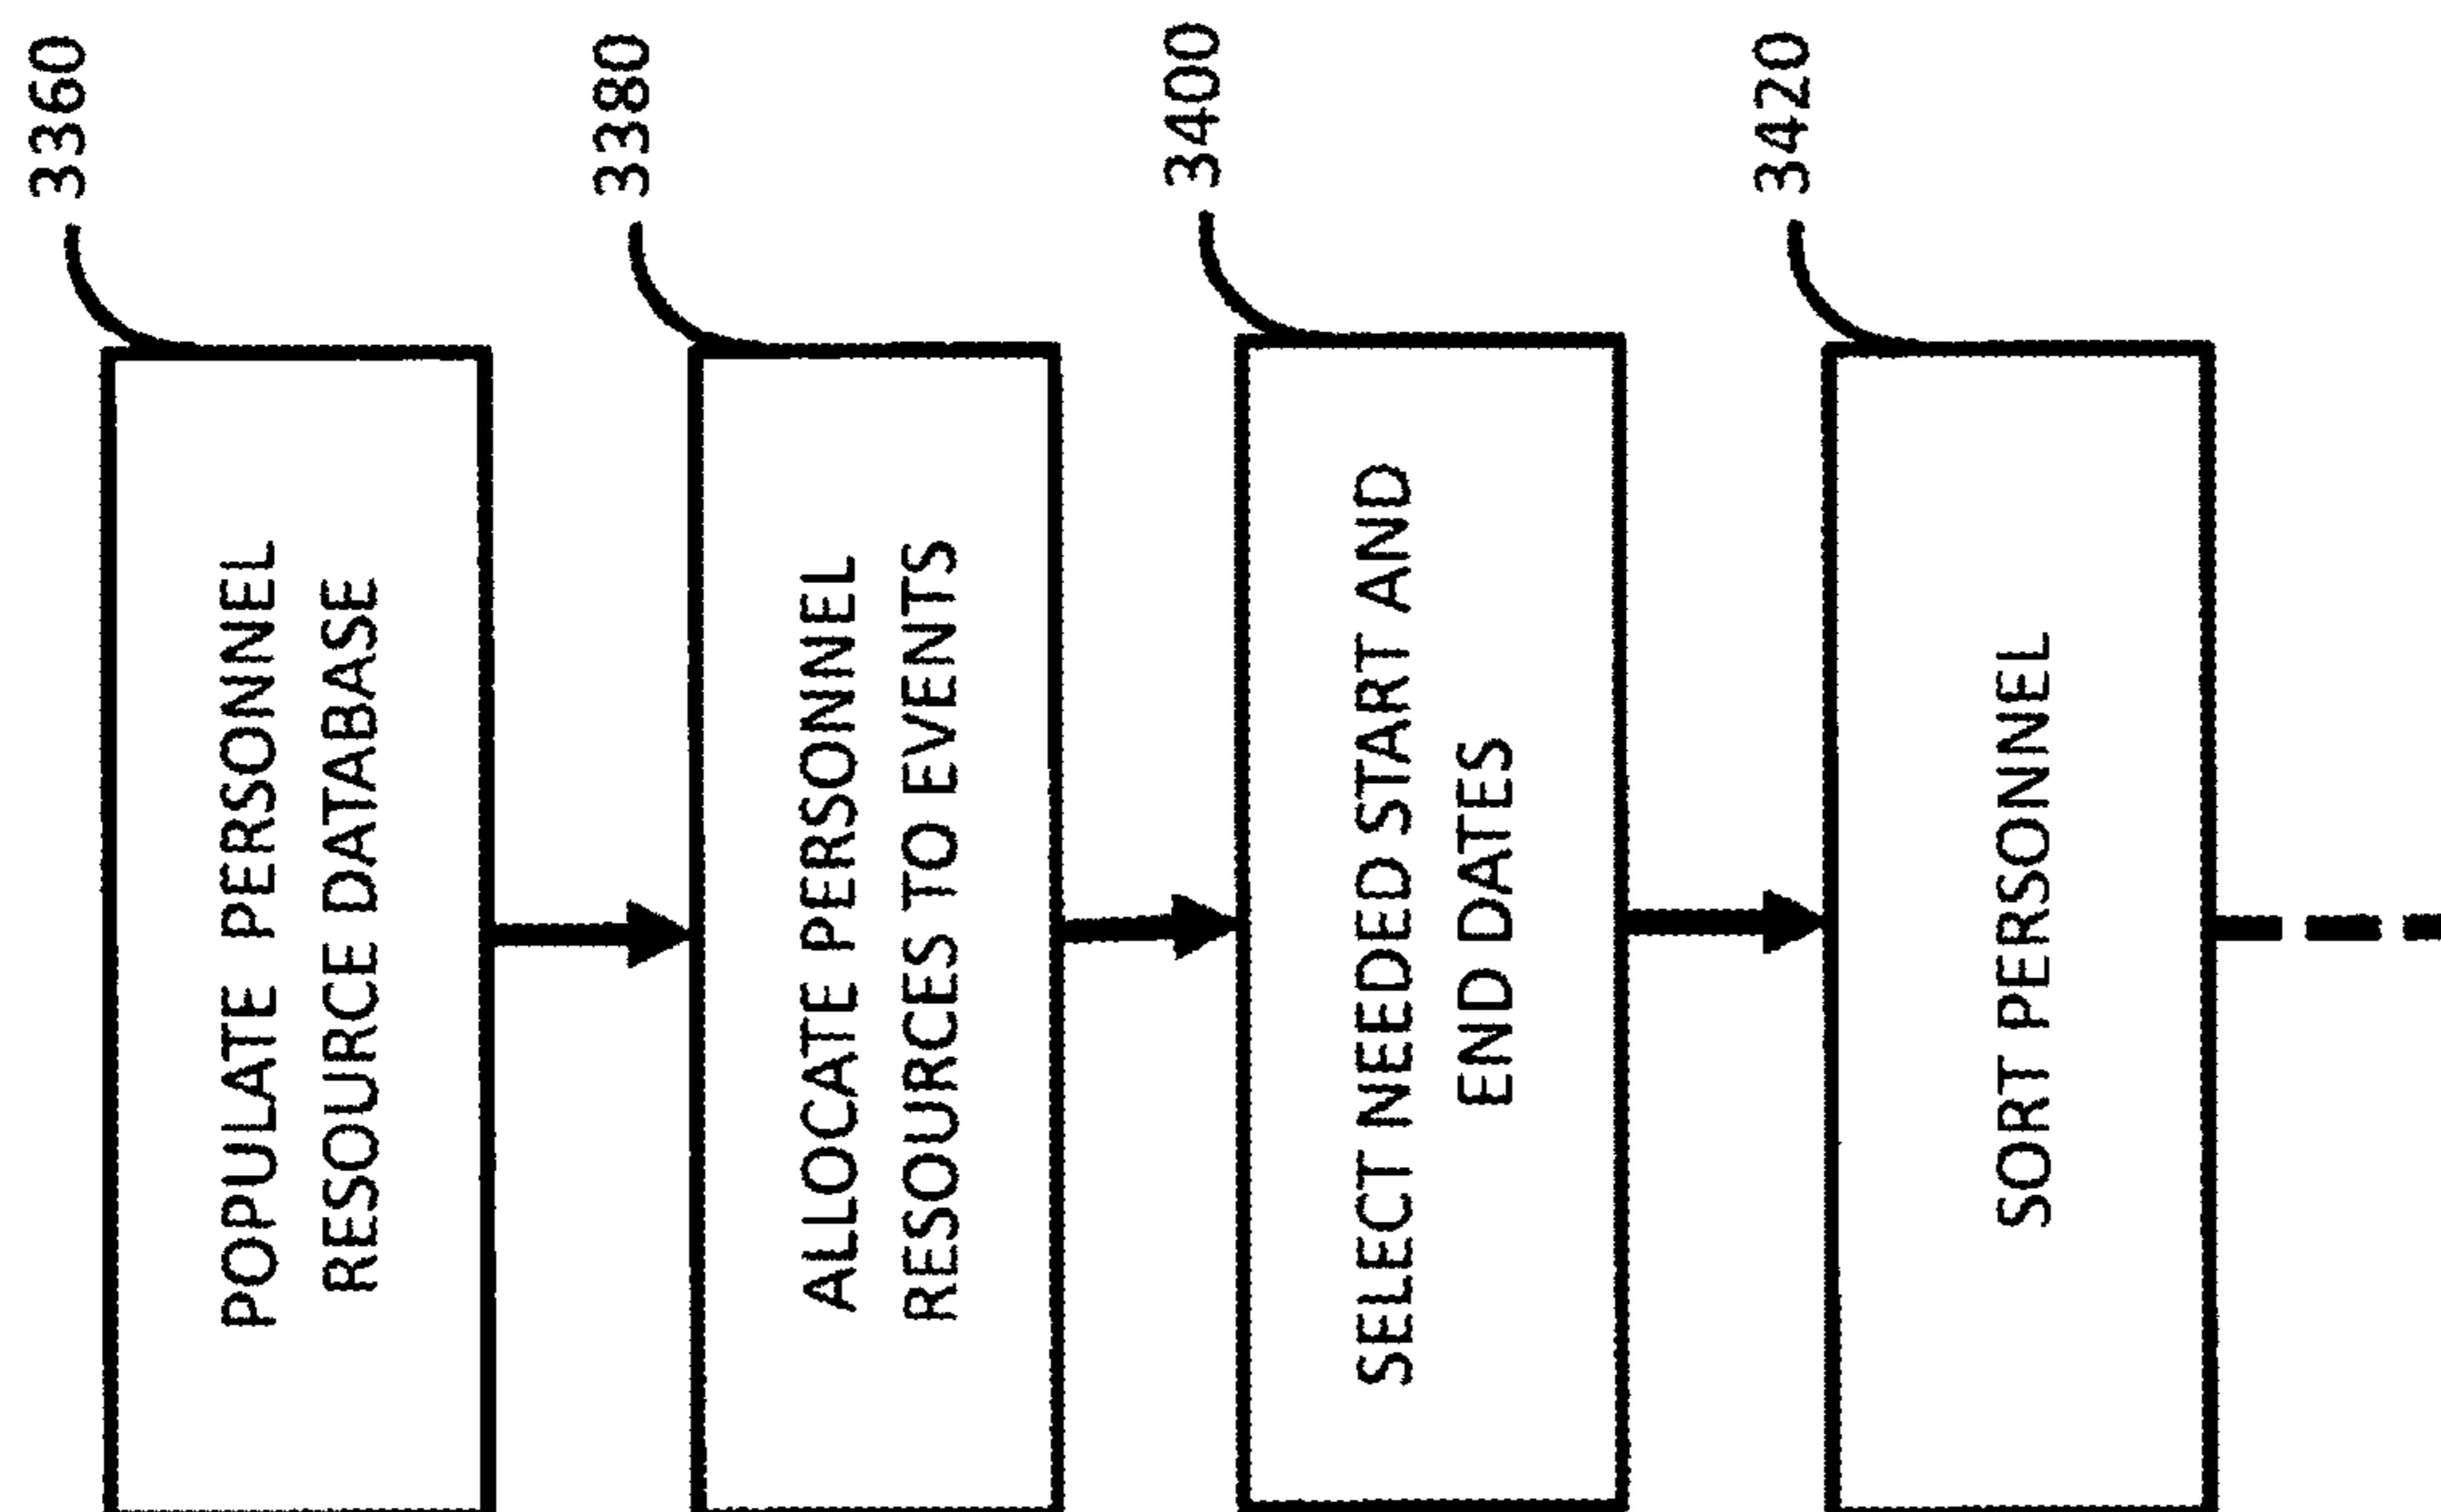 3360
POPULATE PERSONNEL
RESOURCE DATABASE
3380
ALLOCATE PERSONNEL
RESOURCES TO EVENTS
3400
SELECT NEEDED START AND
END DATES
3420
SORT PERSONNEL